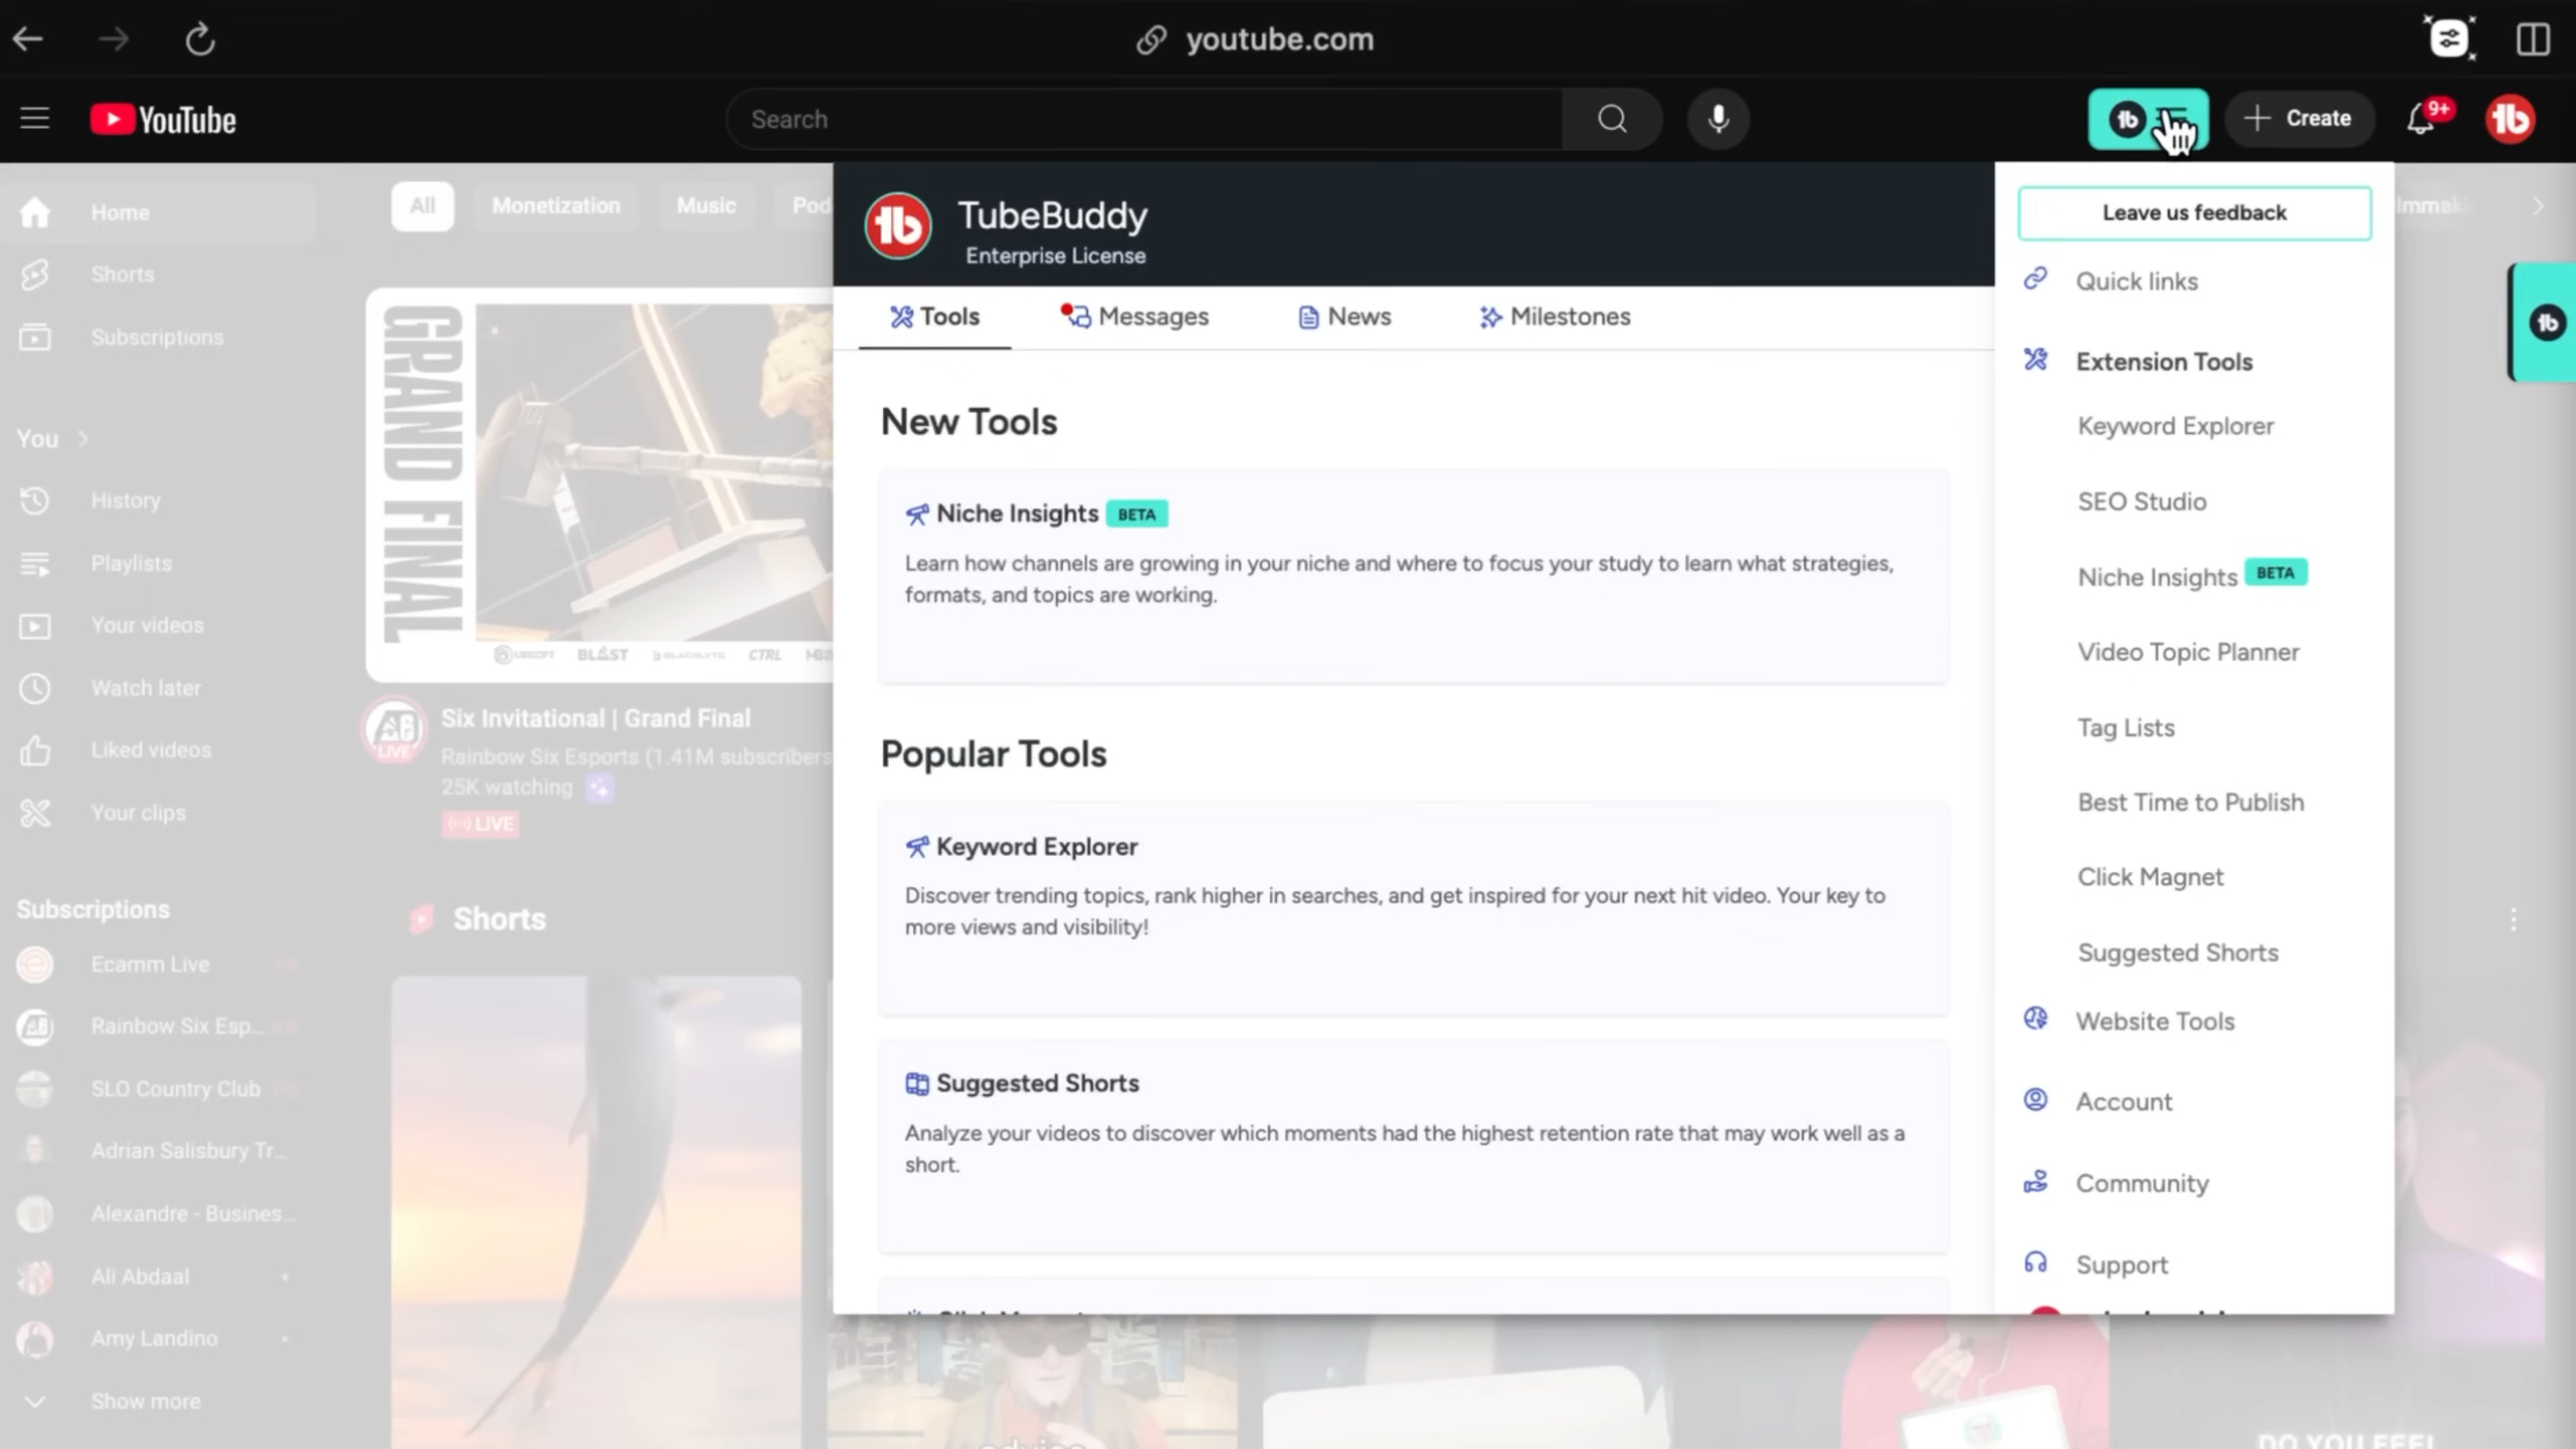 youtube.com
YouTube
Search
Create
9+
Home
Shorts
Subscriptions
You
History
Playlists
Your videos
Watch later
Liked videos
Your clips
Subscriptions
Ecamm Live
Rainbow Six Esp...
SLO Country Club
Adrian Salisbury Tr...
Alexandre - Busines...
Ali Abdaal
Amy Landino
Show more
All
Monetization
Music
Pod
GRAND FINAL
UBISOFT BLAST CTRL
Six Invitational | Grand Final
Rainbow Six Esports (1.41M subscribers
25K watching
LIVE
LIVE
Shorts
TubeBuddy
Enterprise License
Tools
Messages
News
Milestones
New Tools
Niche Insights BETA
Learn how channels are growing in your niche and where to focus your study to learn what strategies,
formats, and topics are working.
Popular Tools
Keyword Explorer
Discover trending topics, rank higher in searches, and get inspired for your next hit video. Your key to
more views and visibility!
Suggested Shorts
Analyze your videos to discover which moments had the highest retention rate that may work well as a
short.
Leave us feedback
Quick links
Extension Tools
Keyword Explorer
SEO Studio
Niche Insights BETA
Video Topic Planner
Tag Lists
Best Time to Publish
Click Magnet
Suggested Shorts
Website Tools
Account
Community
Support
DO YOU FEEL